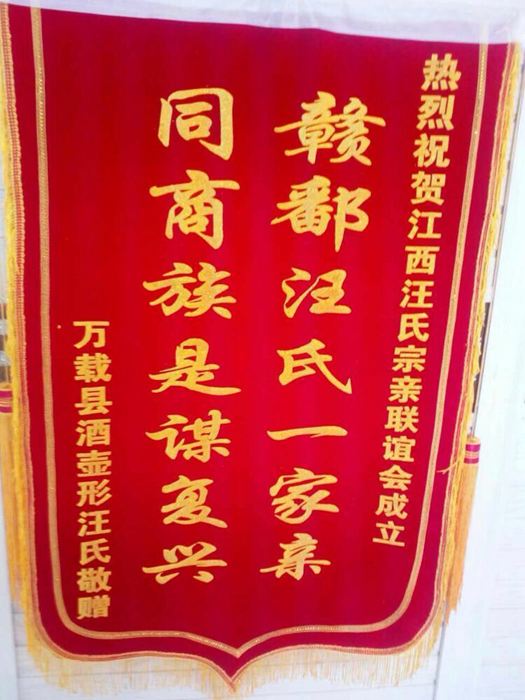 热烈祝贺江西汪氏宗亲联谊会成立
赣鄱汪氏一家亲
同商族是谋复兴
万载县酒壶形汪氏敬赠